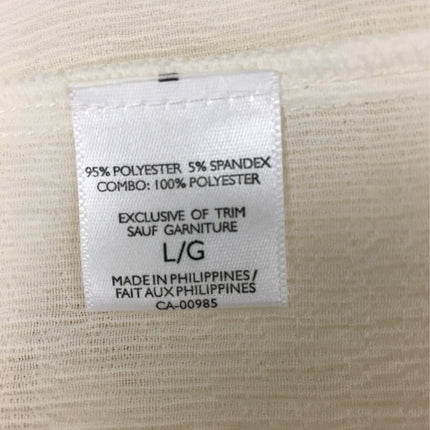 95% POLYESTER 5% SPANDEX
COMBO: 100% POLYESTER
EXCLUSIVE OF TRIM
SAUF GARNITURE
L/G
MADE IN PHILIPPINES/
FAIT AUX PHILIPPINES
CA-00985